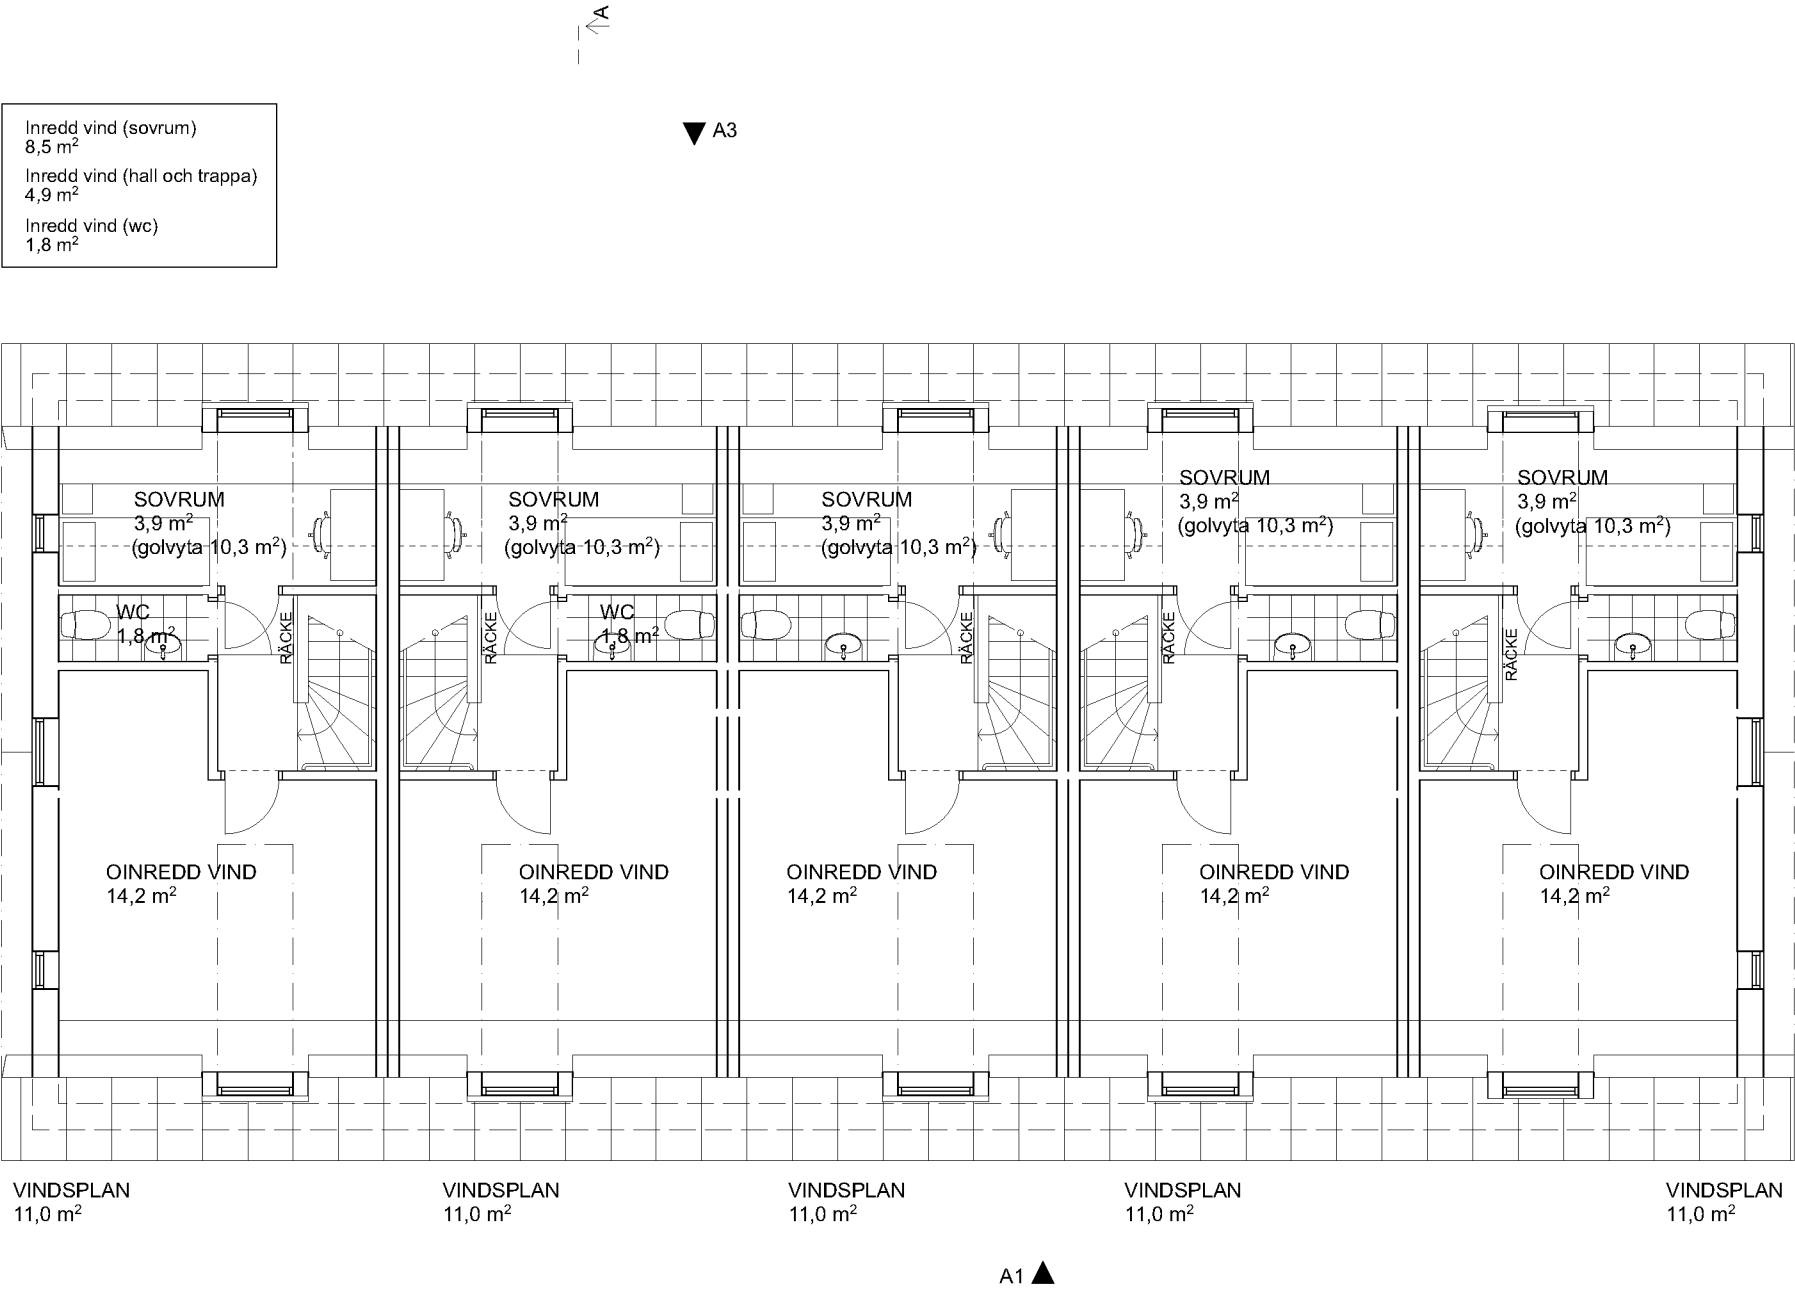 A
A3
Inredd vind (sovrum)
8,5 m²
Inredd vind (hall och trappa)
4,9 m²
Inredd vind (wc)
1,8 m²
SOVRUM
3,9 m²
(golvyta 10,3 m²)
SOVRUM
3,9 m²
(golvyta 10,3 m²)
SOVRUM
3,9 m²
(golvyta 10,3 m²)
SOVRUM
3,9 m²
(golvyta 10,3 m²)
SOVRUM
3,9 m²
(golvyta 10,3 m²)
WC
1,8 m²
RÄCKE
RÄCKE
WC
1,8 m²
RÄCKE
RÄCKE
RÄCKE
OINREDD VIND
14,2 m²
OINREDD VIND
14,2 m²
OINREDD VIND
14,2 m²
OINREDD VIND
14,2 m²
OINREDD VIND
14,2 m²
VINDSPLAN
11,0 m²
VINDSPLAN
11,0 m²
VINDSPLAN
11,0 m²
VINDSPLAN
11,0 m²
VINDSPLAN
11,0 m²
A1